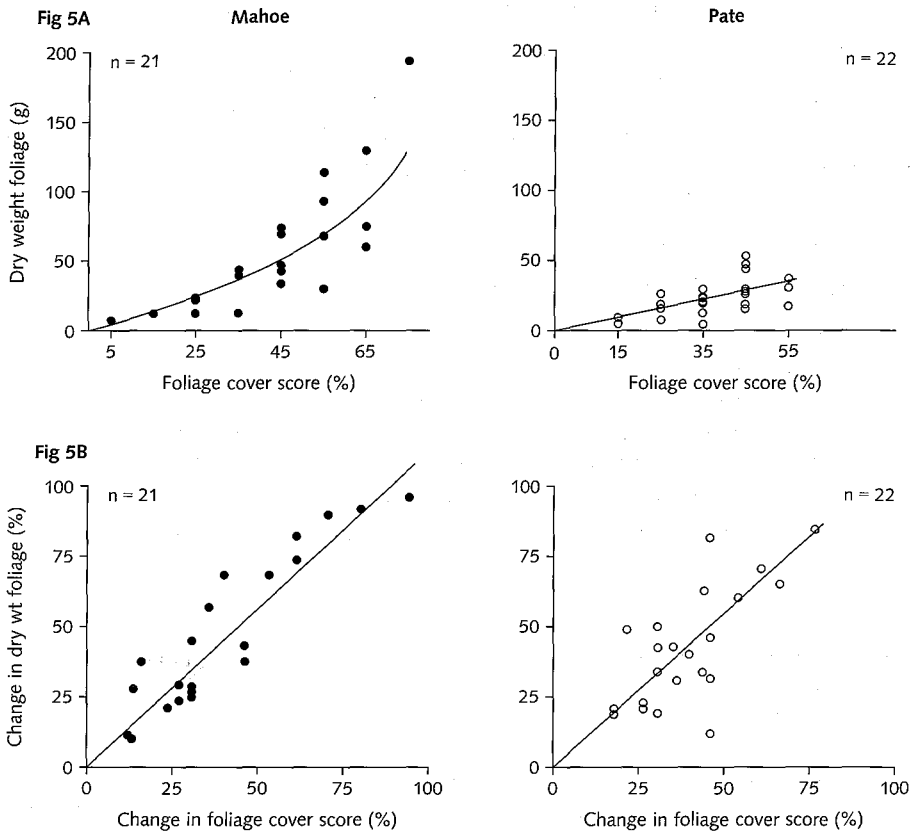 Fig 5A
Mahoe
Pate
n = 21
n = 22
200
150
100
50
0
Dry weight foliage (g)
5
15
25
35
45
55
65
Foliage cover score (%)
200
150
100
50
0
0
15
35
55
Foliage cover score (%)
Fig 5B
n = 21
n = 22
100
75
50
25
0
Change in dry wt foliage (%)
0
25
50
75
100
Change in foliage cover score (%)
100
75
50
25
0
0
25
50
75
100
Change in foliage cover score (%)